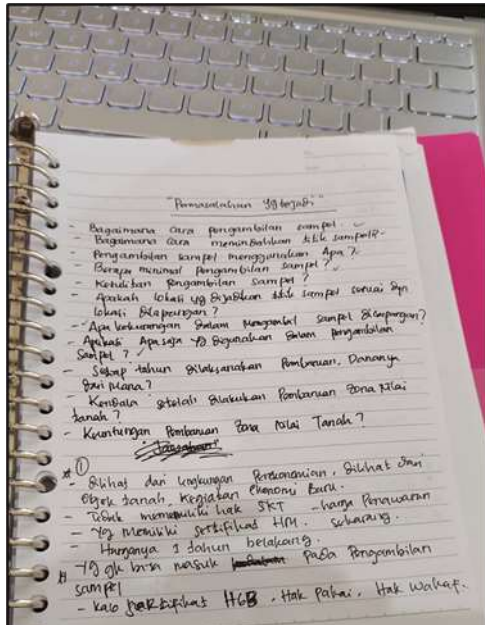 "Permasalahan yg terjadi"
- Bagaimana Cara pengambilan sampel.
- Bagaimana Cara memindahkan titik sampel?
- Pengambilan sampel menggunakan Apa?
- Berapa minimal Pengambilan sampel?
- Kesulitan Pengambilan Sampel?
- Apakah lokasi yg dijadikan titik sampel sesuai dgn
lokasi dilapangan?
- Apa kekurangan dalam mengambil sampel dilapangan?
- Aplikasi Apa saja yg digunakan dalam pengambilan
Sampel?
- Setiap tahun dilaksanakan Pembaruan, Dananya
dari mana?
- Kendala setelah dilakukan Pembaruan Zona Nilai
tanah?
- Keuntungan Pembaruan Zona Nilai Tanah?
①
- dilihat dari lingkungan Perekonomian, dilihat dari
Objek tanah, Kegiatan ekonomi baru.
- Tidak memiliki hak SKT - harga Penawaran
- Yg memiliki sertifikat HM. sekarang.
- Harganya 1 tahun belakang.
- Yg gk bisa masuk Pada Pengambilan
sampel
- kalo sertifikat HGB, Hak Pakai, Hak Wakaf.